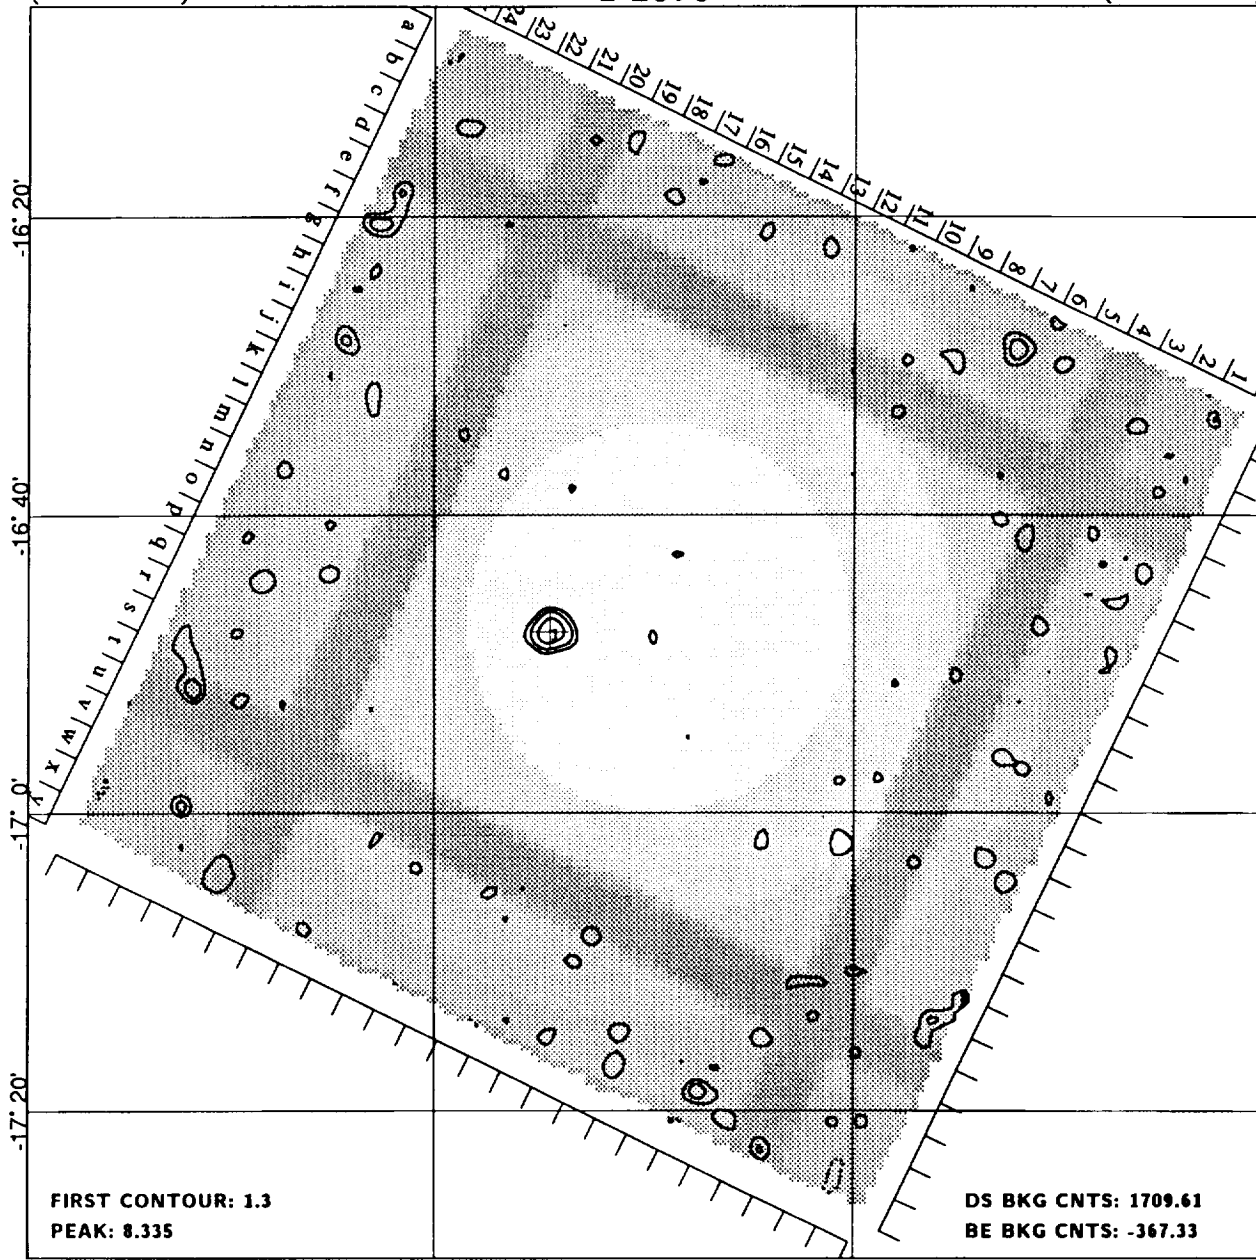 24 23 22 21 20 19 18 17 16 15 14 13 12 11 10 9 8 7 6 5 4 3 2 1
a b c d e f g h i j k l m n o p q r s t u v w x y
-16° 20'
-16° 40'
-17° 0'
-17° 20'
1
FIRST CONTOUR: 1.3
PEAK: 8.335
DS BKG CNTS: 1709.61
BE BKG CNTS: -367.33